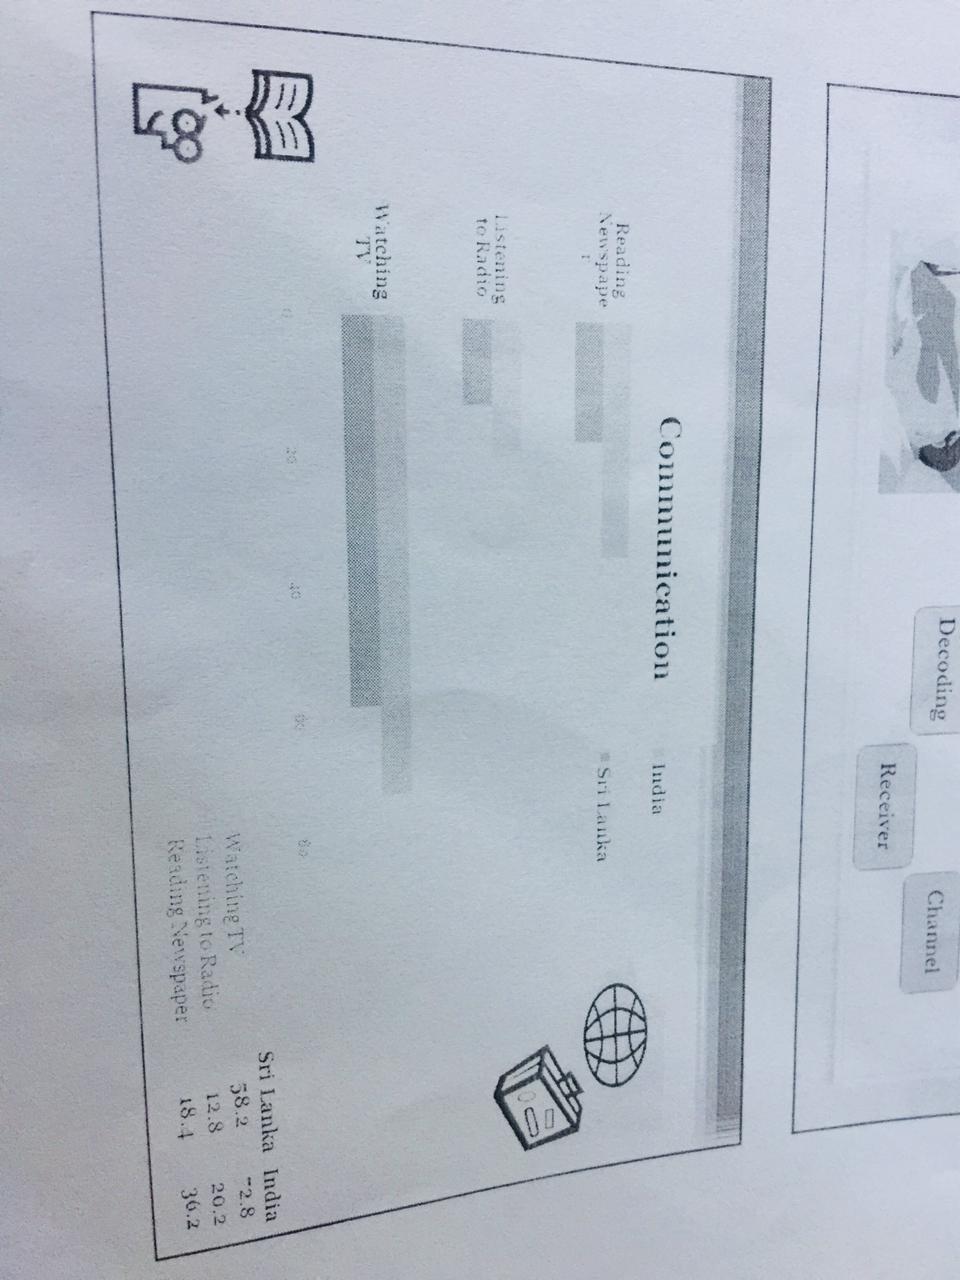 Decoding
Channel
Receiver
Communication
India
Sri Lanka
Reading
Newspape
r
Listening
to Radio
Watching
TV
0 20 40 60 80
Sri Lanka India
Watching TV 58.2 72.8
Listening to Radio 12.8 20.2
Reading Newspaper 18.4 36.2